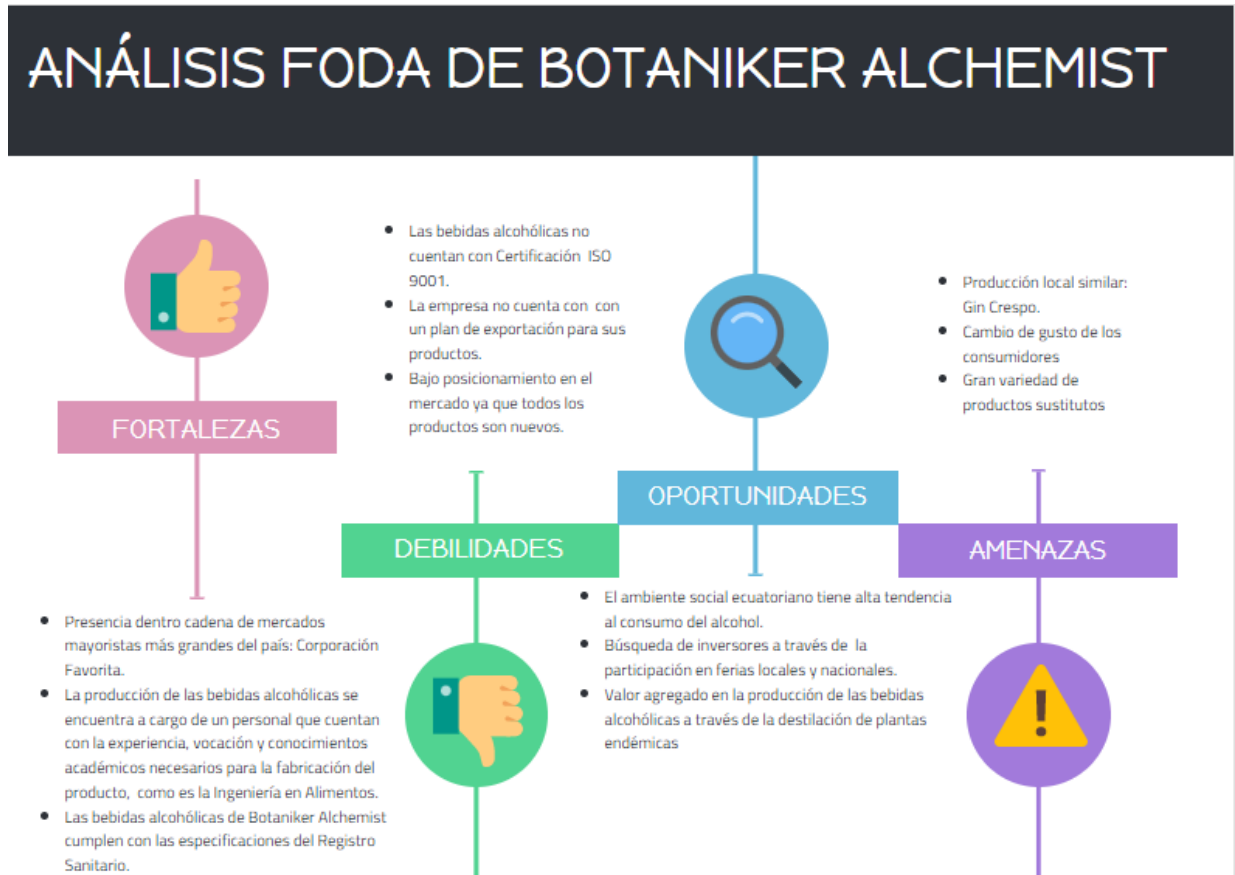 ANÁLISIS FODA DE BOTANIKER ALCHEMIST
FORTALEZAS
• Presencia dentro cadena de mercados
mayoristas más grandes del país: Corporación
Favorita.
• La producción de las bebidas alcohólicas se
encuentra a cargo de un personal que cuentan
con la experiencia, vocación y conocimientos
académicos necesarios para la fabricación del
producto, como es la Ingeniería en Alimentos.
• Las bebidas alcohólicas de Botaniker Alchemist
cumplen con las especificaciones del Registro
Sanitario.
• Las bebidas alcohólicas no
cuentan con Certificación ISO
9001.
• La empresa no cuenta con con
un plan de exportación para sus
productos.
• Bajo posicionamiento en el
mercado ya que todos los
productos son nuevos.
DEBILIDADES
OPORTUNIDADES
• El ambiente social ecuatoriano tiene alta tendencia
al consumo del alcohol.
• Búsqueda de inversores a través de la
participación en ferias locales y nacionales.
• Valor agregado en la producción de las bebidas
alcohólicas a través de la destilación de plantas
endémicas
• Producción local similar:
Gin Crespo.
• Cambio de gusto de los
consumidores
• Gran variedad de
productos sustitutos
AMENAZAS